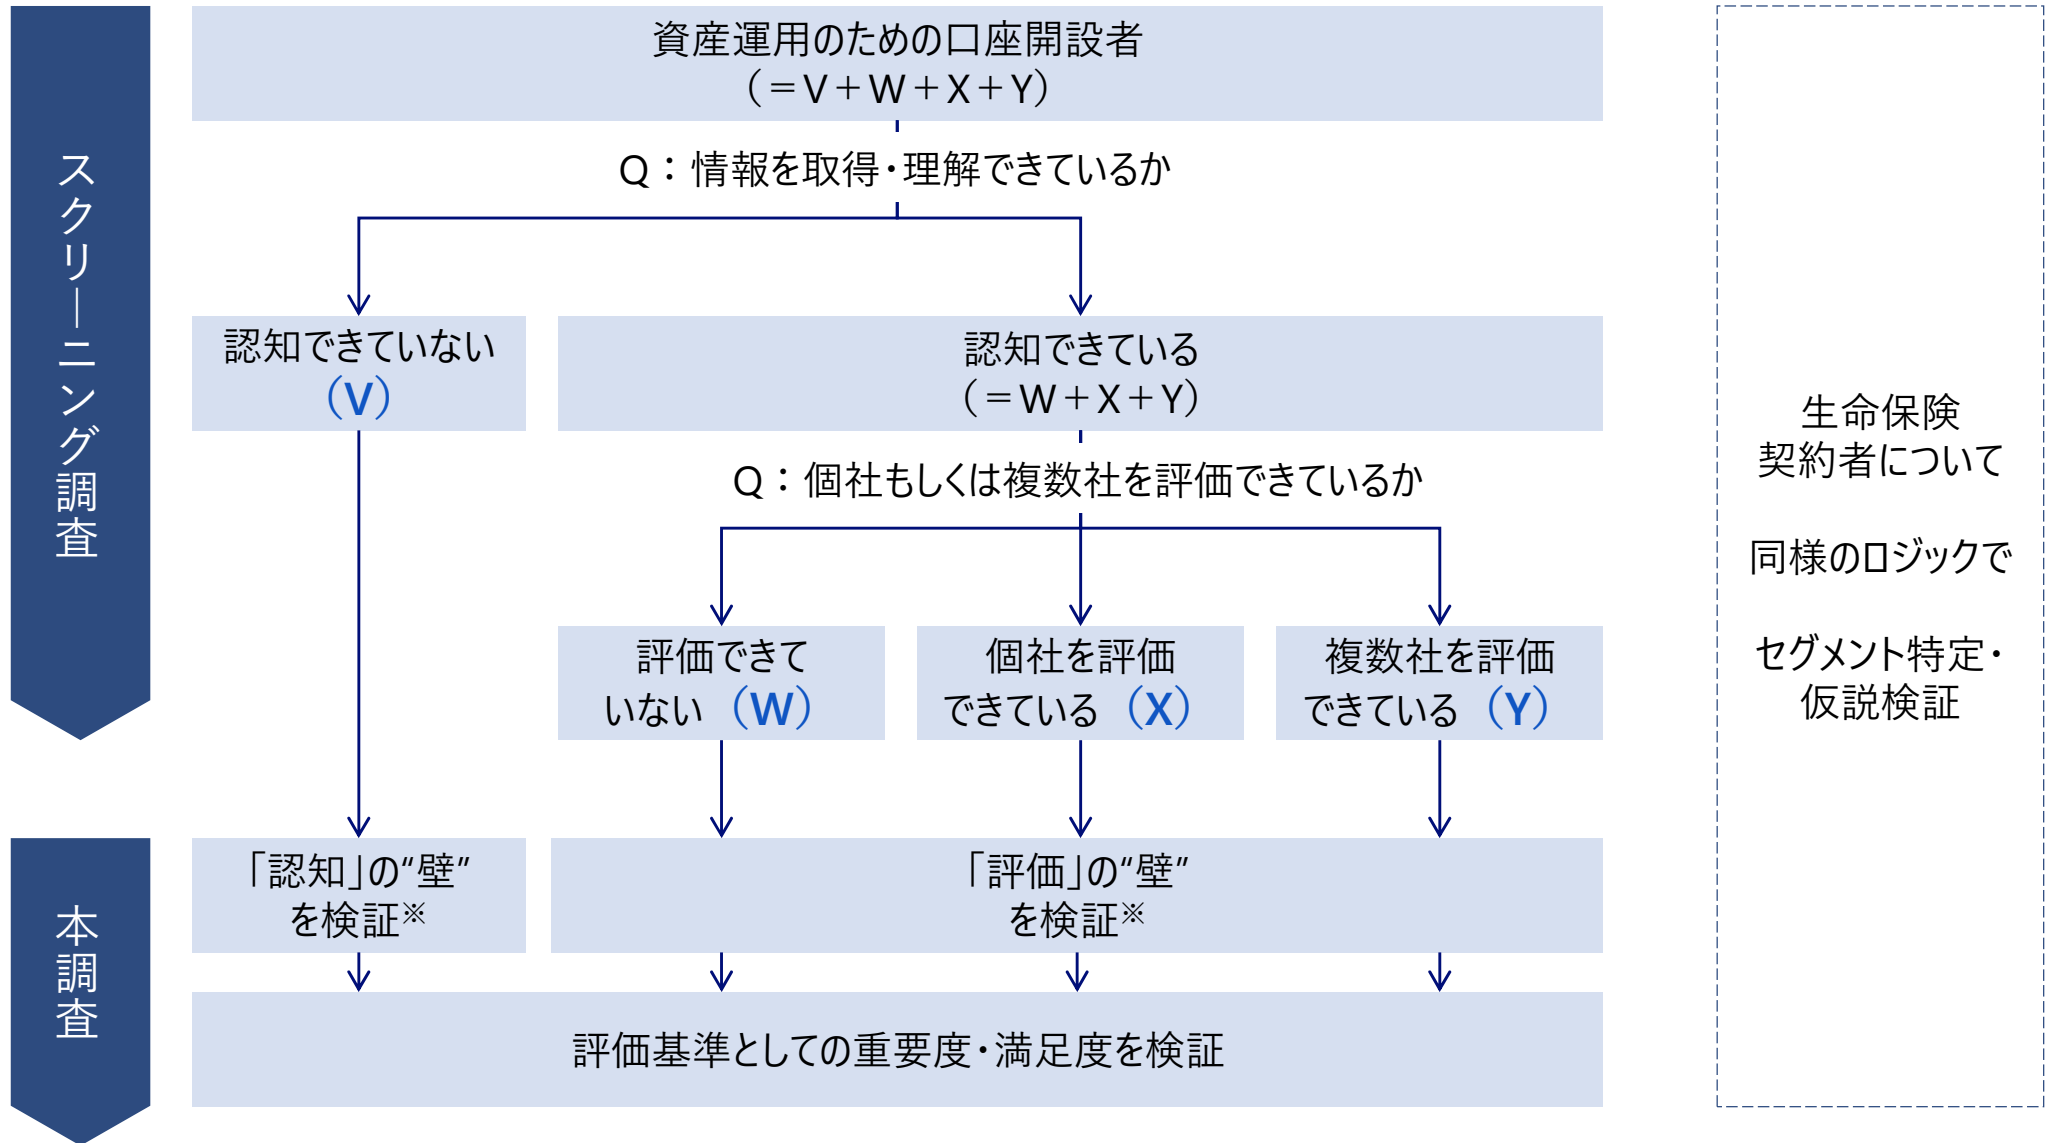 スクリーニング調査
資産運用のための口座開設者
（＝V＋W＋X＋Y）
Q：情報を取得・理解できているか
認知できていない
（V）
認知できている
（＝W＋X＋Y）
Q：個社もしくは複数社を評価できているか
評価できて
いない（W）
個社を評価
できている（X）
複数社を評価
できている（Y）
本調査
「認知」の“壁”
を検証※
「評価」の“壁”
を検証※
評価基準としての重要度・満足度を検証
生命保険
契約者について
同様のロジックで
セグメント特定・
仮説検証